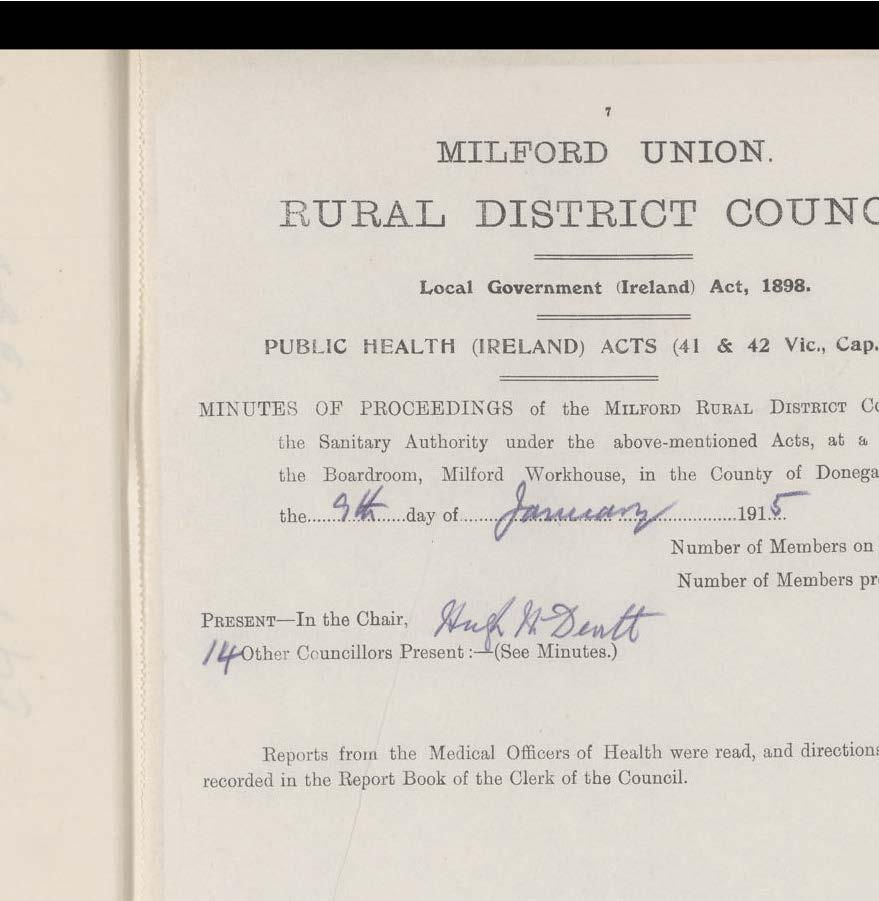 7
MILFORD UNION.
RURAL DISTRICT COUNC
Local Government (Ireland) Act, 1898.
PUBLIC HEALTH (IRELAND) ACTS (41 & 42 Vic., Cap.
MINUTES OF PROCEEDINGS of the MILFORD RURAL DISTRICT Co
the Sanitary Authority under the above-mentioned Acts, at a
the Boardroom, Milford Workhouse, in the County of Donega
the......9th......day of.......January..............1915
Number of Members on
Number of Members pre
PRESENT—In the Chair, Hugh
14 Other Councillors Present:—(See Minutes.)
Reports from the Medical Officers of Health were read, and directions
recorded in the Report Book of the Clerk of the Council.